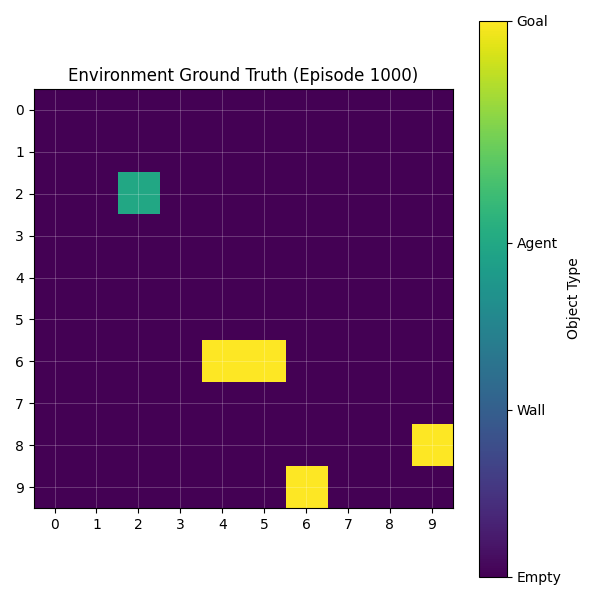 Environment Ground Truth (Episode 1000)
0
1
2
3
4
5
6
7
8
9
0 1 2 3 4 5 6 7 8 9
Goal
Agent
Wall
Empty
Object Type